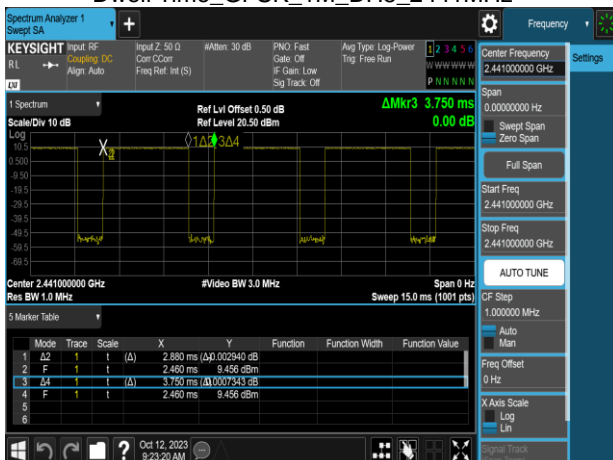 Spectrum Analyzer 1
Swept SA
+
Frequency
KEYSIGHT
RL
Input: RF
Coupling: DC
Align: Auto
Input Z: 50 Ω
Corr CCorr
Freq Ref: Int (S)
#Atten: 30 dB
PNO: Fast
Gate: Off
IF Gain: Low
Sig Track: Off
Avg Type: Log-Power
Trig: Free Run
1 2 3 4 5 6
W W W W W W
P N N N N N
1 Spectrum
Scale/Div 10 dB
Ref Lvl Offset 0.50 dB
Ref Level 20.50 dBm
ΔMkr3 3.750 ms
0.00 dB
Log
10.5
0.500
-9.50
-19.5
-29.5
-39.5
-49.5
-59.5
-69.5
Center 2.441000000 GHz
Res BW 1.0 MHz
#Video BW 3.0 MHz
Span 0 Hz
Sweep 15.0 ms (1001 pts)
5 Marker Table
Mode Trace Scale X Y Function Function Width Function Value
1 Δ2 1 t (Δ) 2.880 ms (Δ) 0.002940 dB
2 F 1 t 2.460 ms 9.456 dBm
3 Δ4 1 t (Δ) 3.750 ms (Δ) 0.0007343 dB
4 F 1 t 2.460 ms 9.456 dBm
5
6
?
Oct 12, 2023
9:23:20 AM
Center Frequency
2.441000000 GHz
Settings
Span
0.00000000 Hz
Swept Span
Zero Span
Full Span
Start Freq
2.441000000 GHz
Stop Freq
2.441000000 GHz
AUTO TUNE
CF Step
1.000000 MHz
Auto
Man
Freq Offset
0 Hz
X Axis Scale
Log
Lin
Signal Track